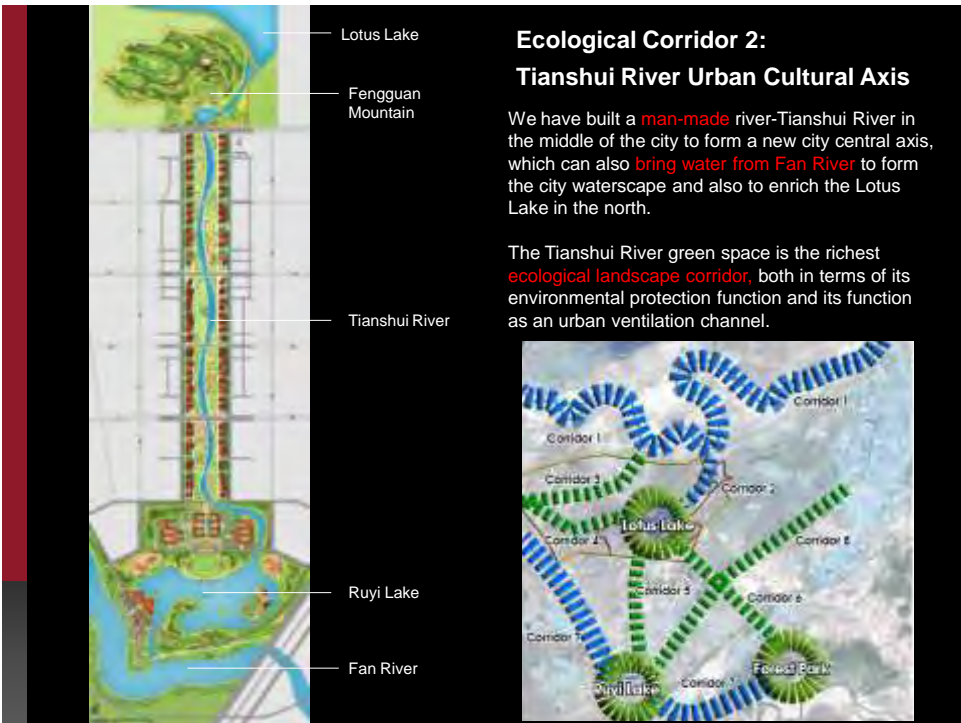 Lotus Lake
Fengguan
Mountain
Tianshui River
Ruyi Lake
Fan River
Ecological Corridor 2:
Tianshui River Urban Cultural Axis
We have built a man-made river-Tianshui River in
the middle of the city to form a new city central axis,
which can also bring water from Fan River to form
the city waterscape and also to enrich the Lotus
Lake in the north.
The Tianshui River green space is the richest
ecological landscape corridor, both in terms of its
environmental protection function and its function
as an urban ventilation channel.
Corridor 1
Corridor 1
Corridor 3
Corridor 2
Lotus Lake
Corridor 4
Corridor 8
Corridor 5
Corridor 6
Corridor 7
Forest Park
Ruyi Lake
Corridor 7